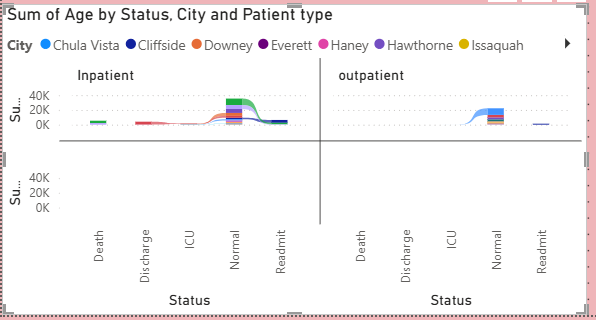 Sum of Age by Status, City and Patient type
City Chula Vista Cliffside Downey Everett Haney Hawthorne Issaquah
Inpatient outpatient
Su...
40K
20K
0K
Su...
40K
20K
0K
Death Discharge ICU Normal Readmit Death Discharge ICU Normal Readmit
Status Status